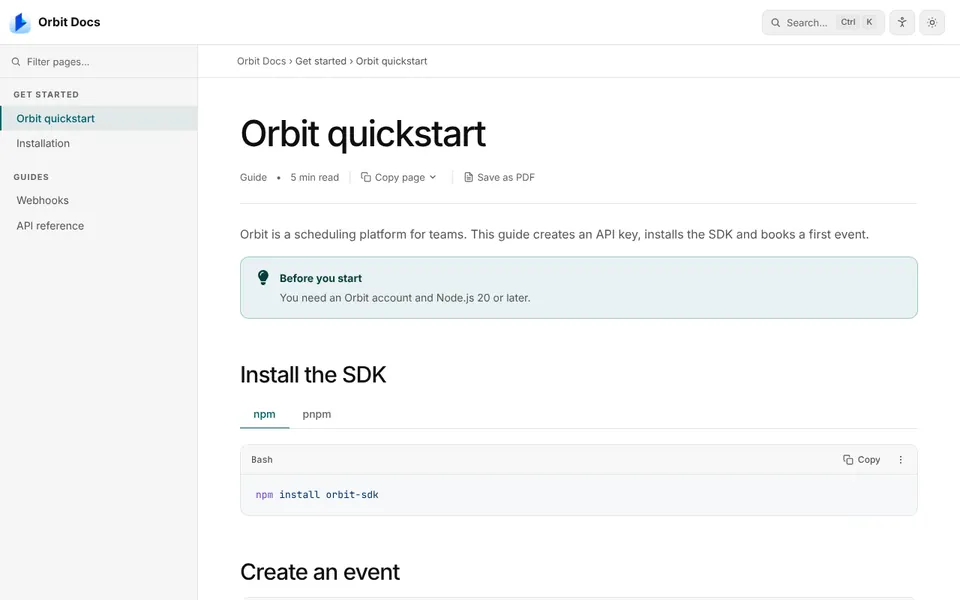 Orbit Docs
Search... Ctrl K
Filter pages...
Orbit Docs › Get started › Orbit quickstart
GET STARTED
Orbit quickstart
Installation
GUIDES
Webhooks
API reference
Orbit quickstart
Guide • 5 min read Copy page Save as PDF
Orbit is a scheduling platform for teams. This guide creates an API key, installs the SDK and books a first event.
Before you start
You need an Orbit account and Node.js 20 or later.
Install the SDK
npm pnpm
Bash Copy
npm install orbit-sdk
Create an event